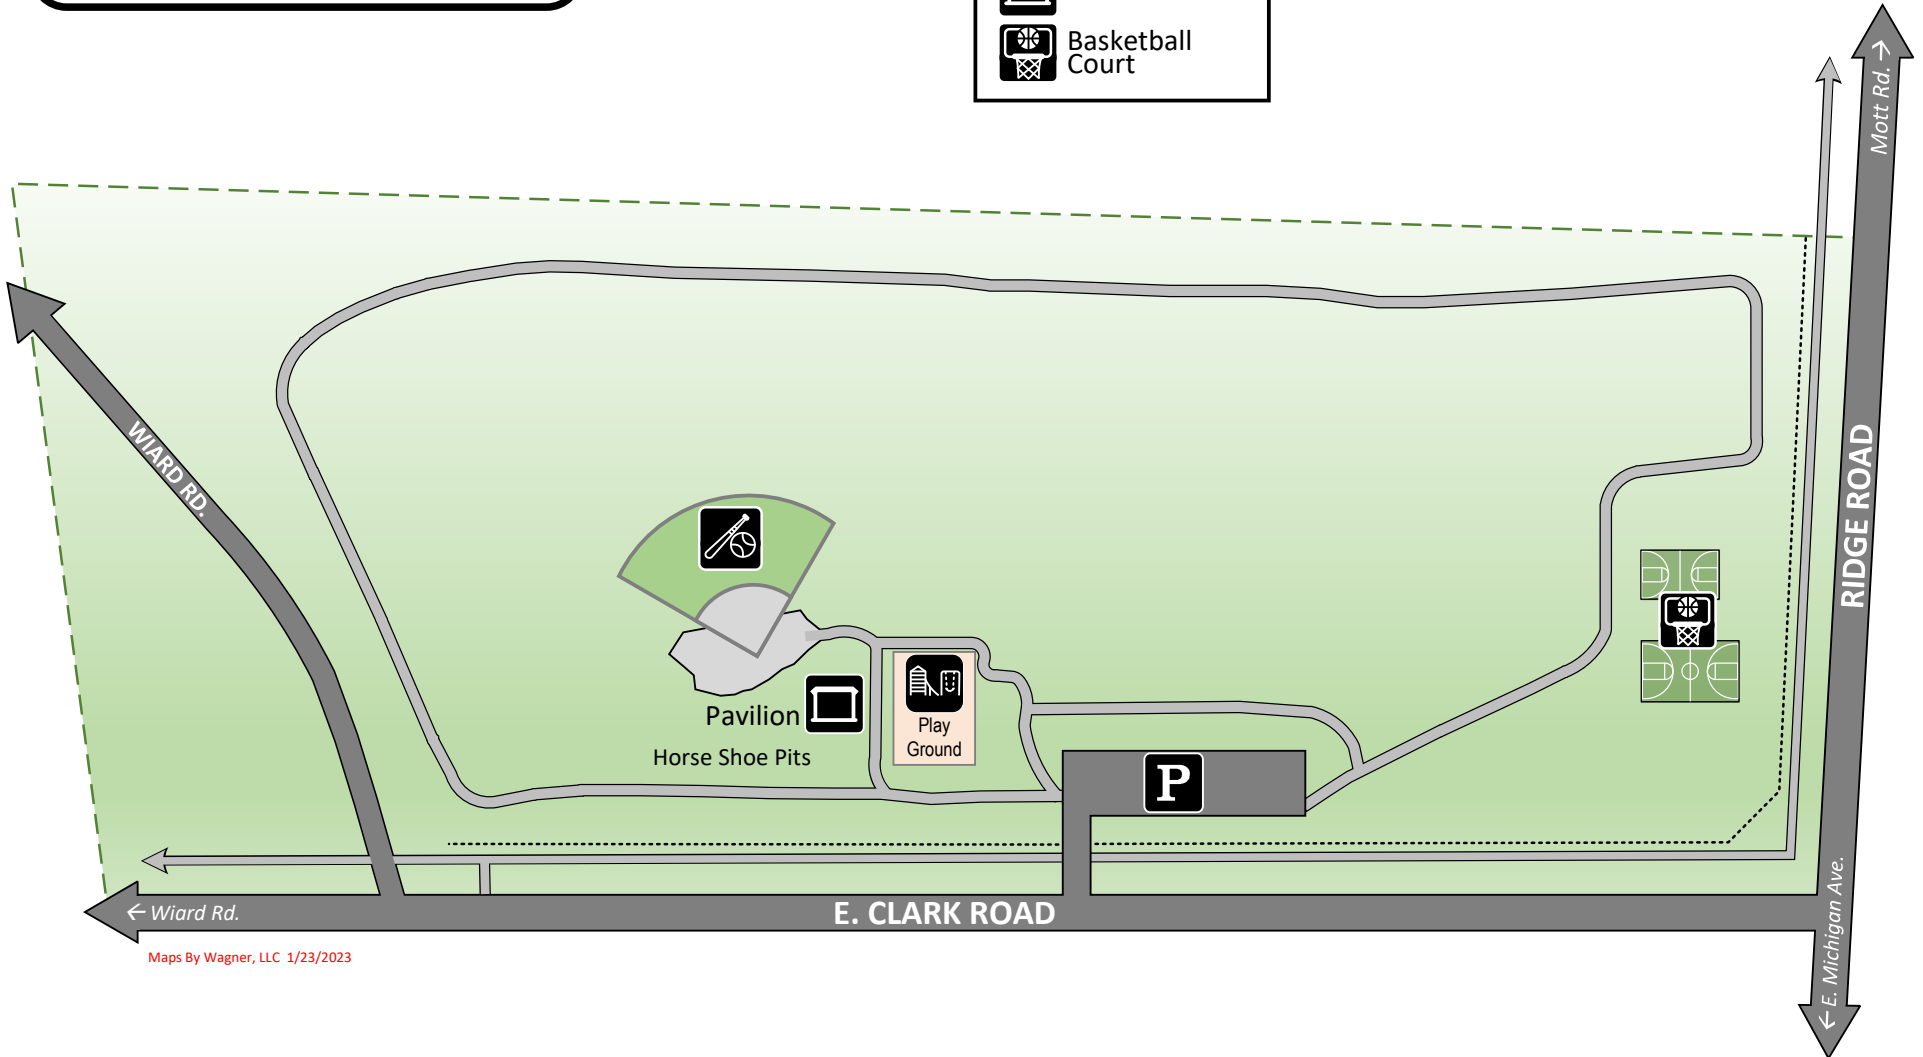 Basketball
Court
Mott Rd. →
WIARD RD.
RIDGE ROAD
Pavilion
Horse Shoe Pits
Play
Ground
P
← Wiard Rd.
E. CLARK ROAD
← E. Michigan Ave.
Maps By Wagner, LLC 1/23/2023